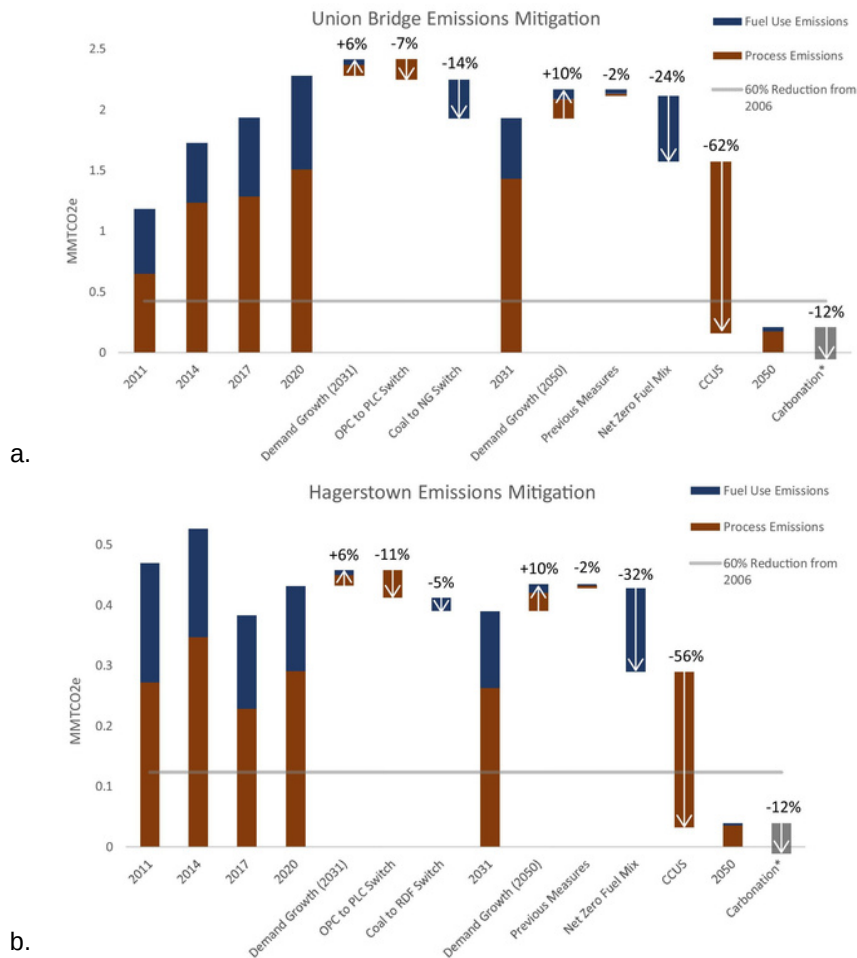 Union Bridge Emissions Mitigation
Fuel Use Emissions
Process Emissions
60% Reduction from
2006
MMTCO2e
2.5
2
1.5
1
0.5
0
+6%
-7%
-14%
+10%
-2%
-24%
-62%
-12%
2011
2014
2017
2020
Demand Growth (2031)
OPC to PLC Switch
Coal to NG Switch
2031
Demand Growth (2050)
Previous Measures
Net Zero Fuel Mix
CCUS
2050
Carbonation*
a.
Hagerstown Emissions Mitigation
Fuel Use Emissions
Process Emissions
60% Reduction from
2006
MMTCO2e
0.5
0.4
0.3
0.2
0.1
0
+6%
-11%
-5%
+10%
-2%
-32%
-56%
-12%
2011
2014
2017
2020
Demand Growth (2031)
OPC to PLC Switch
Coal to RDF Switch
2031
Demand Growth (2050)
Previous Measures
Net Zero Fuel Mix
CCUS
2050
Carbonation*
b.